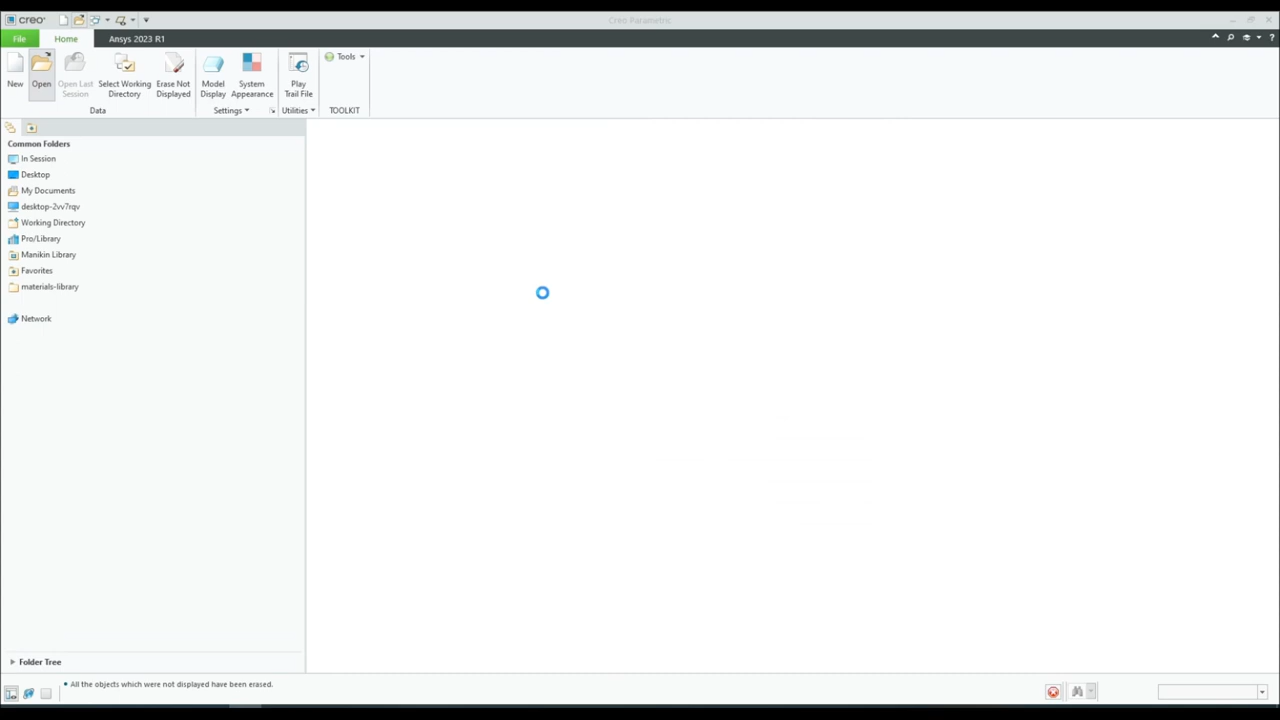 creo
Creo Parametric
File
Home
Ansys 2023 R1
New
Open
Open Last
Session
Select Working
Directory
Erase Not
Displayed
Model
Display
System
Appearance
Play
Trail File
Tools
Data
Settings
Utilities
TOOLKIT
Common Folders
In Session
Desktop
My Documents
desktop-2vv7rqv
Working Directory
Pro/Library
Manikin Library
Favorites
materials-library
Network
Folder Tree
• All the objects which were not displayed have been erased.